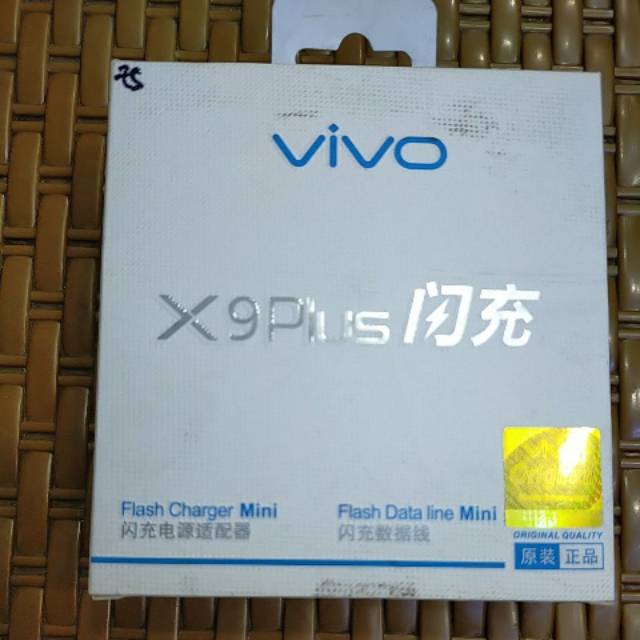 vivo
X9Plus 闪充
Flash Charger Mini
闪充电源适配器
Flash Data line Mini
闪充数据线
ORIGINAL QUALITY
原装 正品